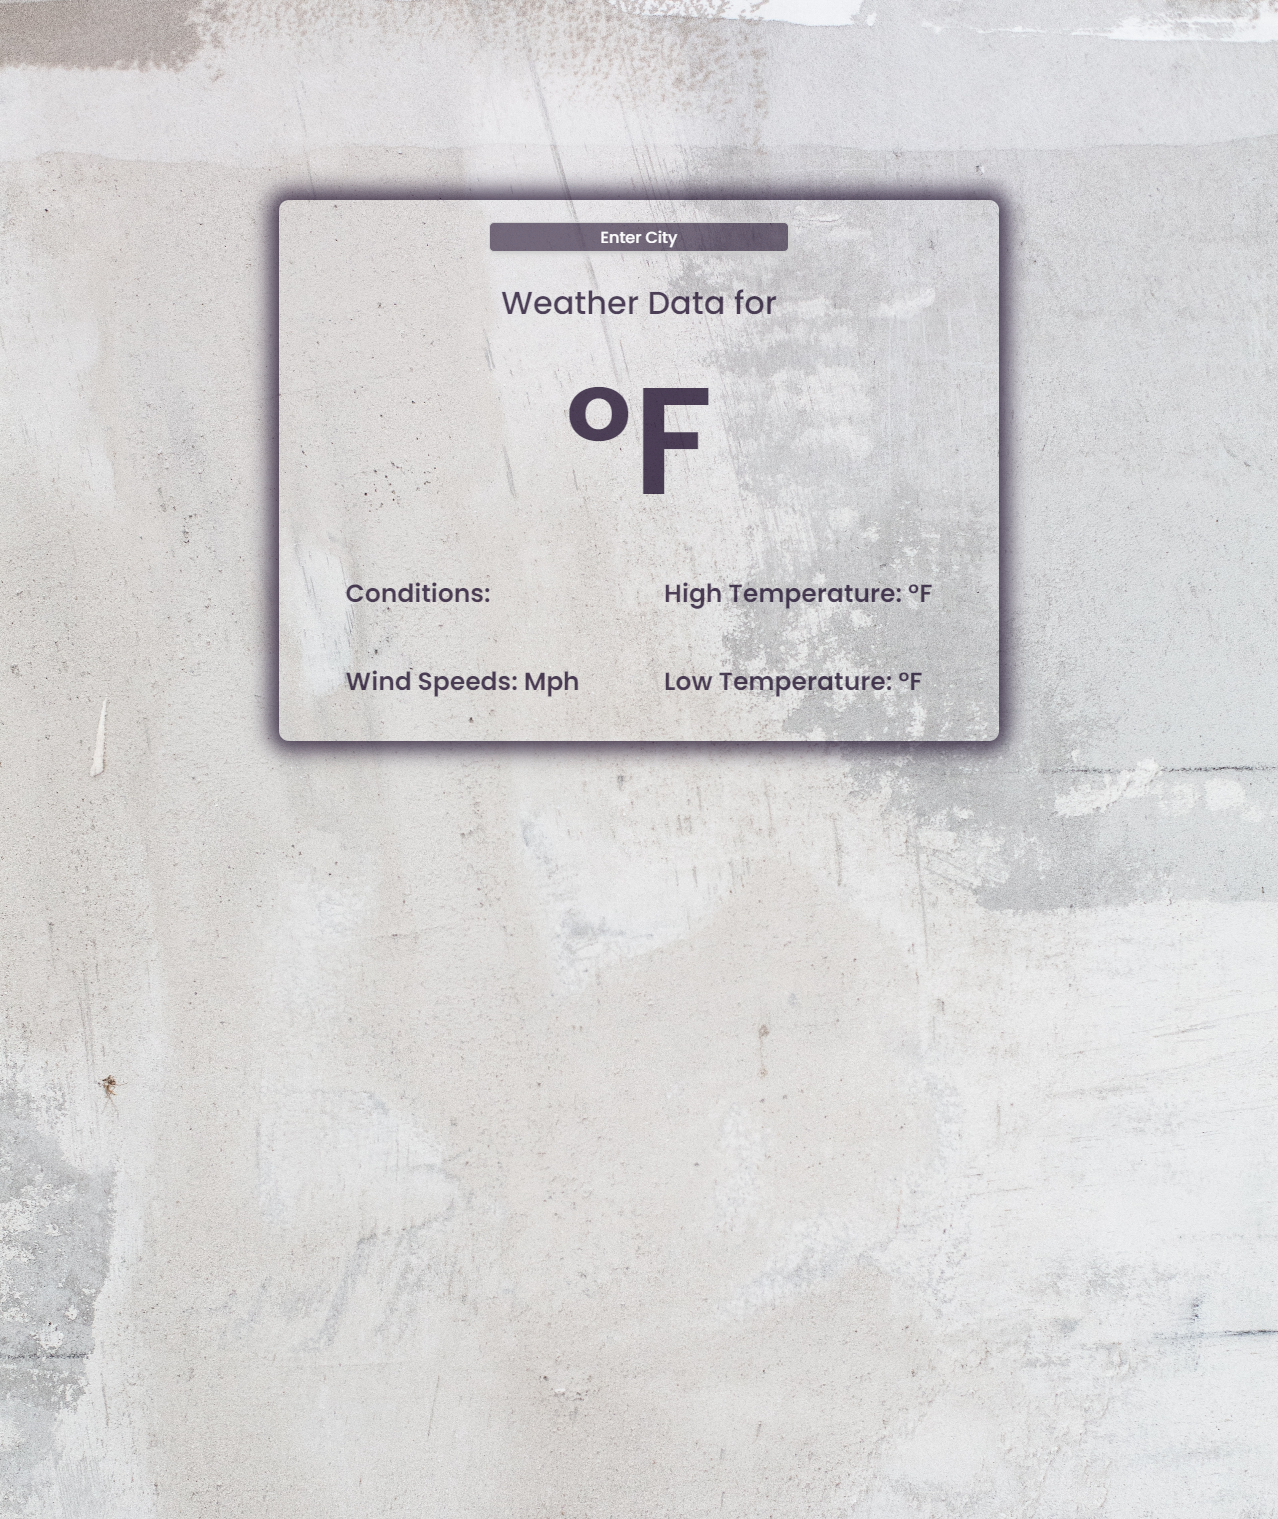 Enter City
Weather Data for
°F
Conditions:
High Temperature: °F
Wind Speeds: Mph
Low Temperature: °F